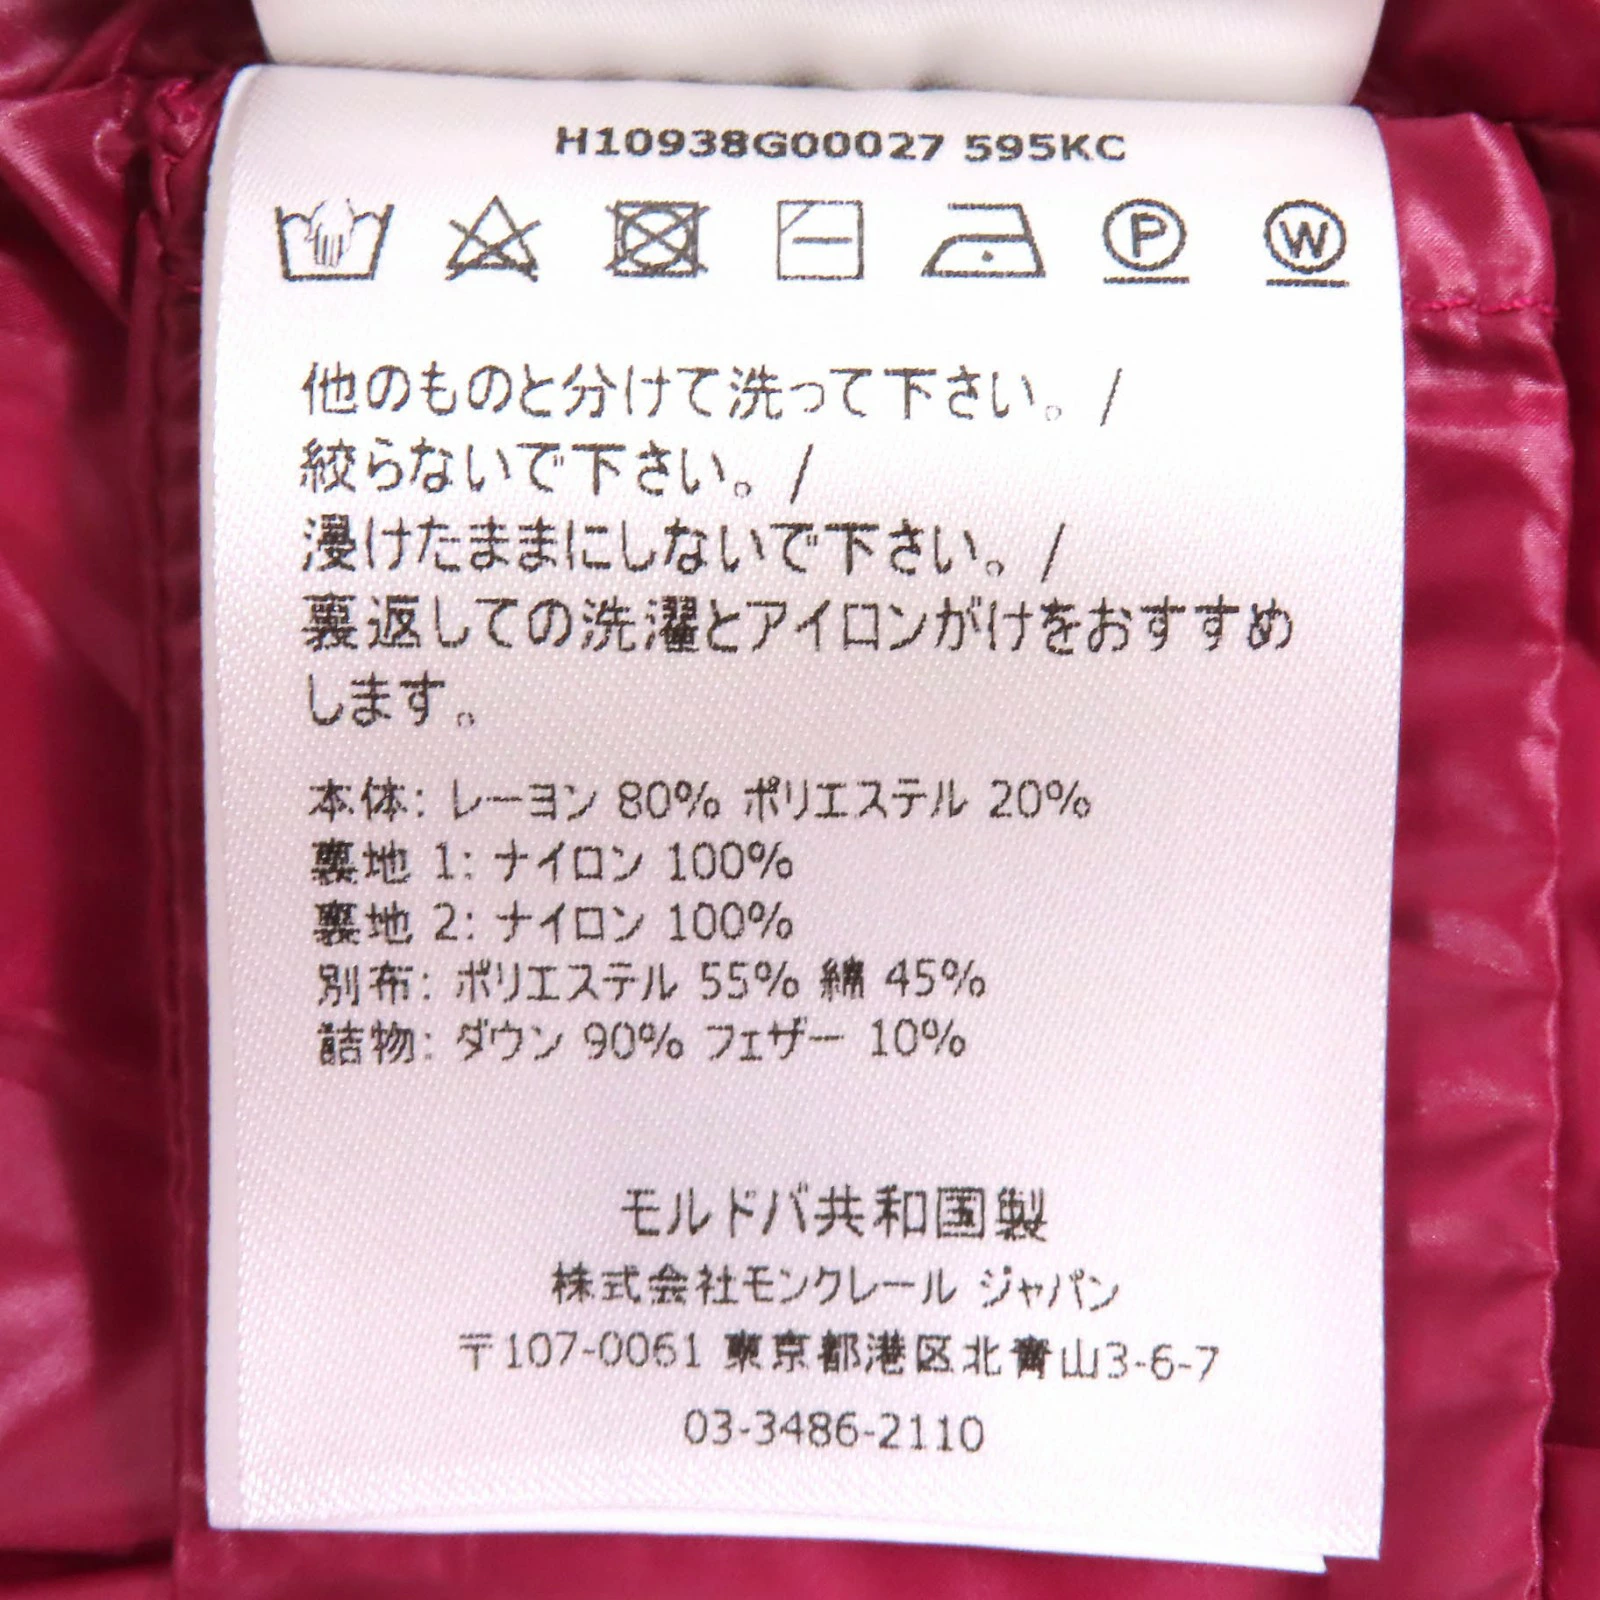 H10938G00027 595KC
P W
他のものと分けて洗って下さい。/
絞らないで下さい。/
浸けたままにしないで下さい。/
裏返しての洗濯とアイロンがけをおすすめ
します。
本体: レーヨン 80% ポリエステル 20%
裏地 1: ナイロン 100%
裏地 2: ナイロン 100%
別布: ポリエステル 55% 綿 45%
詰物: ダウン 90% フェザー 10%
モルドバ共和国製
株式会社モンクレール ジャパン
〒107-0061 東京都港区北青山3-6-7
03-3486-2110